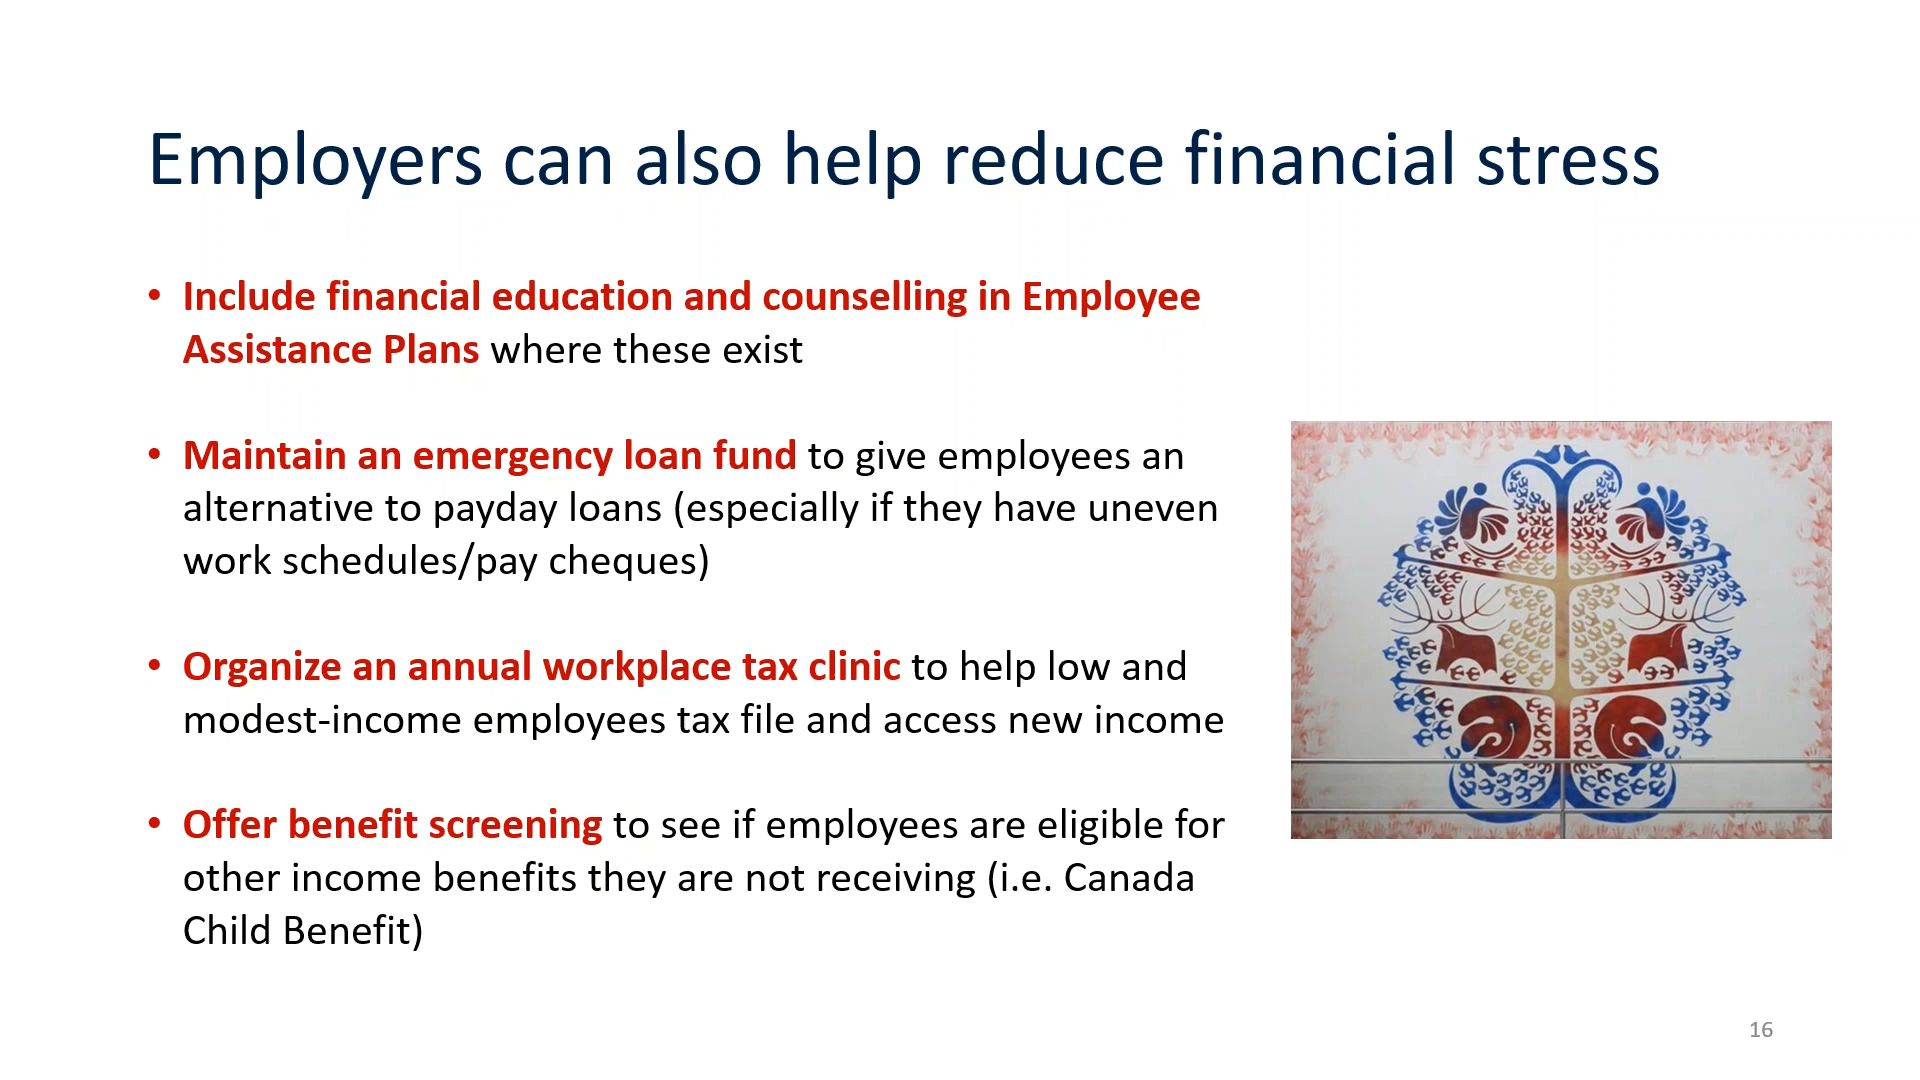 Employers can also help reduce financial stress
• Include financial education and counselling in Employee
Assistance Plans where these exist
• Maintain an emergency loan fund to give employees an
alternative to payday loans (especially if they have uneven
work schedules/pay cheques)
• Organize an annual workplace tax clinic to help low and
modest-income employees tax file and access new income
• Offer benefit screening to see if employees are eligible for
other income benefits they are not receiving (i.e. Canada
Child Benefit)
16